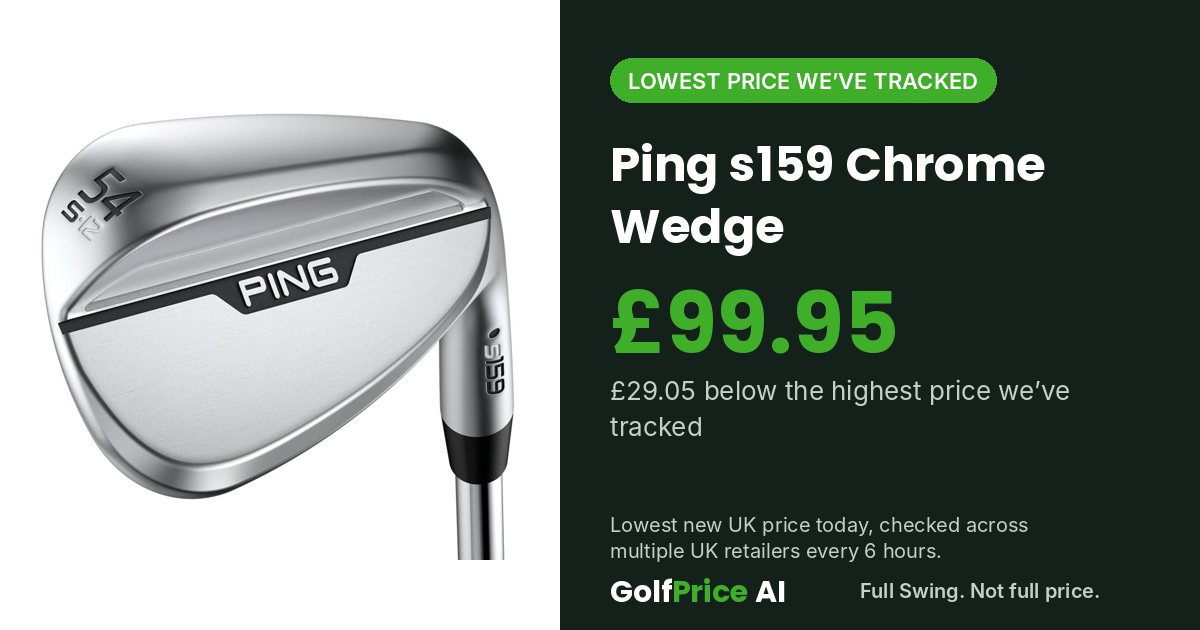 54
S.12
PING
s159
LOWEST PRICE WE’VE TRACKED
Ping s159 Chrome
Wedge
£99.95
£29.05 below the highest price we’ve
tracked
Lowest new UK price today, checked across
multiple UK retailers every 6 hours.
GolfPrice AI
Full Swing. Not full price.